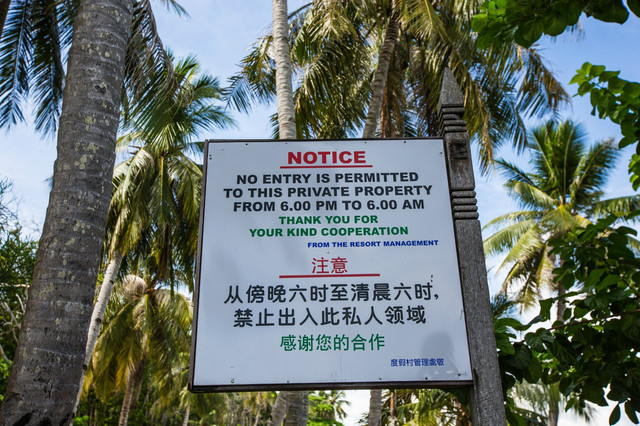 NOTICE
NO ENTRY IS PERMITTED
TO THIS PRIVATE PROPERTY
FROM 6.00 PM TO 6.00 AM
THANK YOU FOR
YOUR KIND COOPERATION
FROM THE RESORT MANAGEMENT
注意
从傍晚六时至清晨六时,
禁止出入此私人领域
感谢您的合作
度假村管理處敬